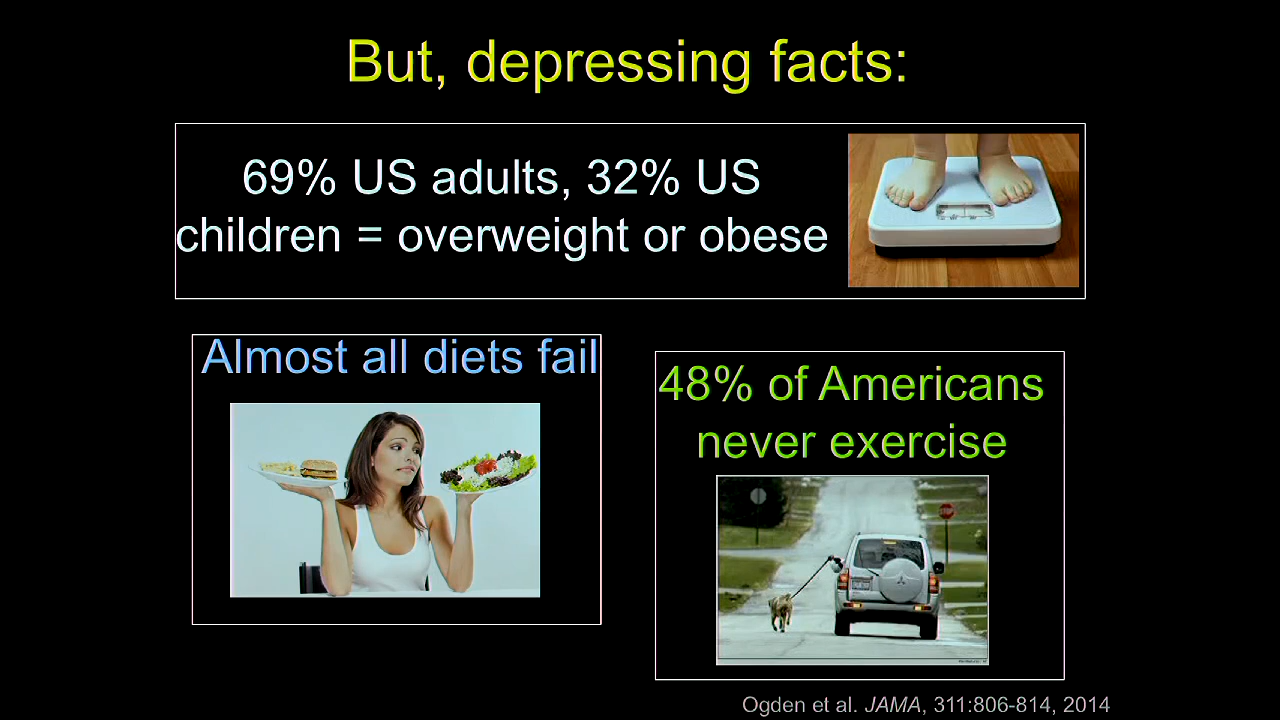 But, depressing facts:
69% US adults, 32% US
children = overweight or obese
Almost all diets fail
48% of Americans
never exercise
STOP
Ogden et al. JAMA, 311:806-814, 2014